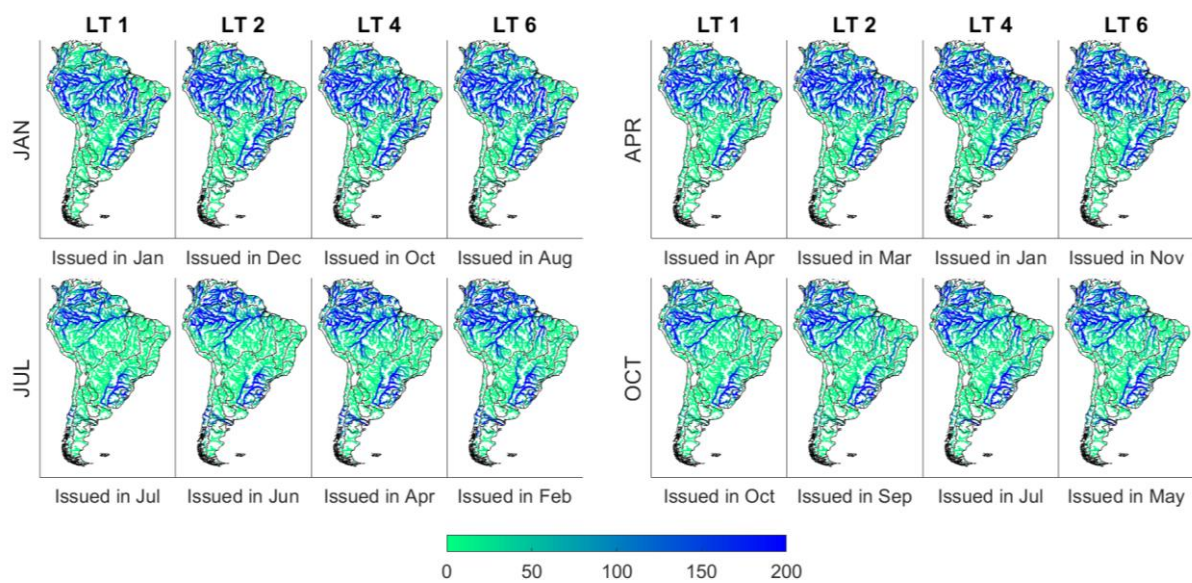 LT 1 LT 2 LT 4 LT 6 LT 1 LT 2 LT 4 LT 6
JAN APR
Issued in Jan Issued in Dec Issued in Oct Issued in Aug Issued in Apr Issued in Mar Issued in Jan Issued in Nov
JUL OCT
Issued in Jul Issued in Jun Issued in Apr Issued in Feb Issued in Oct Issued in Sep Issued in Jul Issued in May
0 50 100 150 200